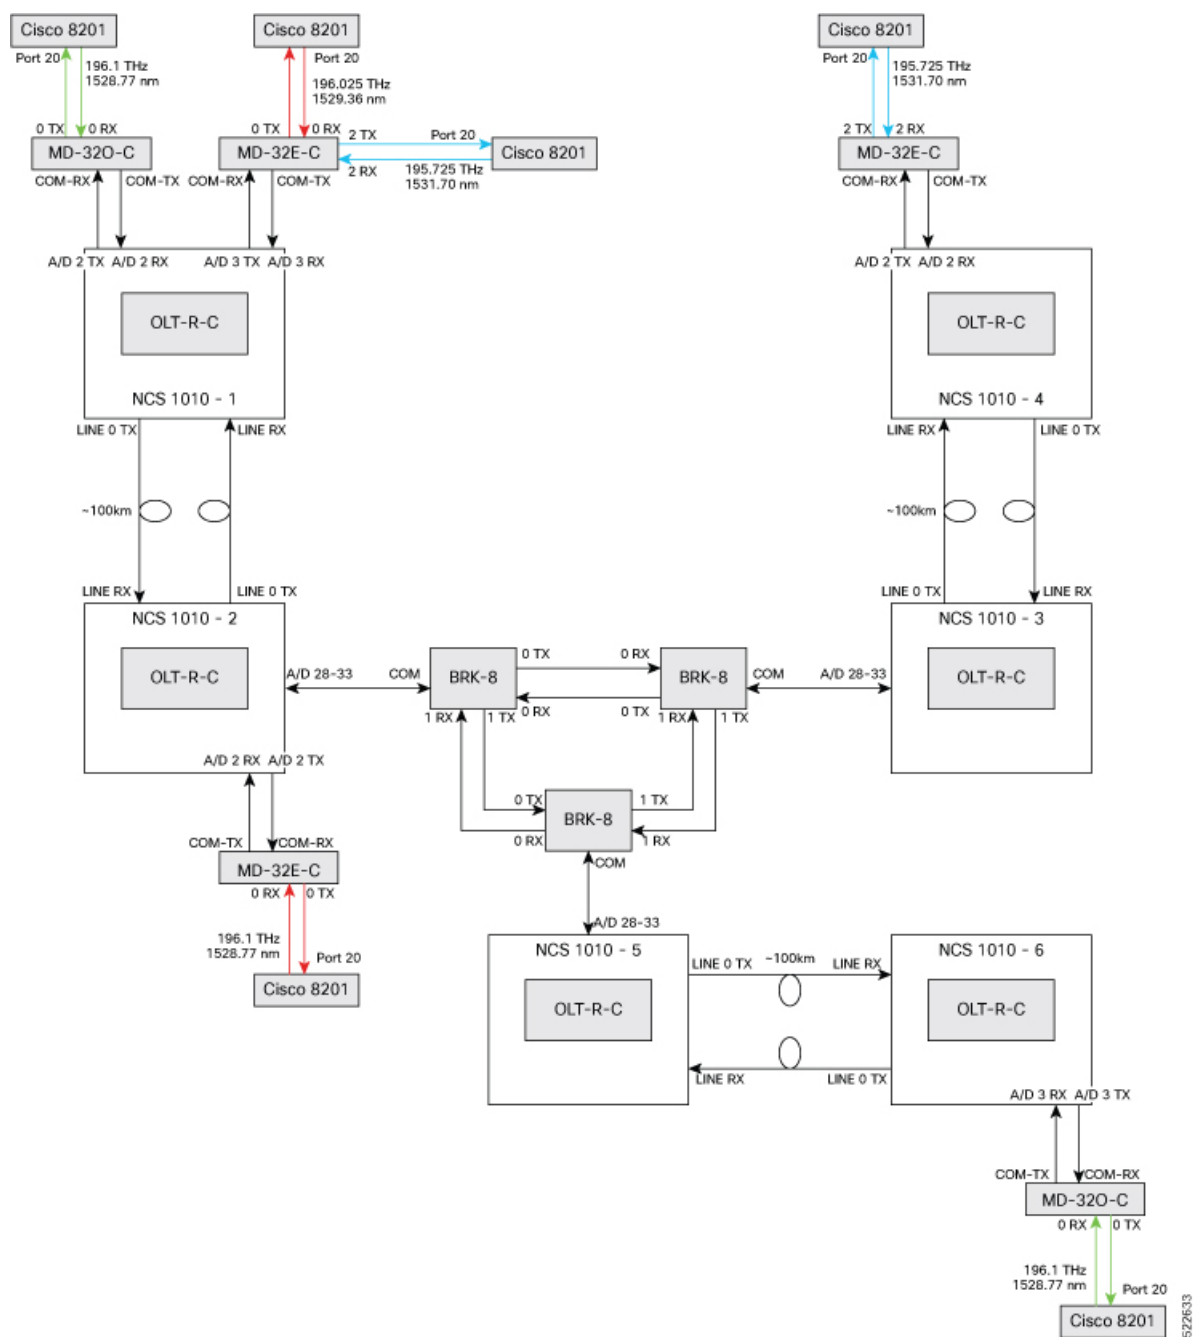 Cisco 8201
Cisco 8201
Cisco 8201
Port 20
196.1 THz
1528.77 nm
Port 20
196.025 THz
1529.36 nm
Port 20
195.725 THz
1531.70 nm
0 TX
0 RX
0 TX
0 RX
2 TX
Port 20
2 TX
2 RX
MD-32O-C
MD-32E-C
Cisco 8201
MD-32E-C
2 RX
195.725 THz
1531.70 nm
COM-RX
COM-TX
COM-RX
COM-TX
COM-RX
COM-TX
A/D 2 TX
A/D 2 RX
A/D 3 TX
A/D 3 RX
A/D 2 TX
A/D 2 RX
OLT-R-C
OLT-R-C
NCS 1010 - 1
NCS 1010 - 4
LINE 0 TX
LINE RX
LINE RX
LINE 0 TX
~100km
~100km
LINE RX
LINE 0 TX
LINE 0 TX
LINE RX
NCS 1010 - 2
NCS 1010 - 3
OLT-R-C
A/D 28-33
COM
BRK-8
0 TX
0 RX
BRK-8
COM
A/D 28-33
OLT-R-C
0 RX
0 TX
1 RX
1 TX
1 RX
1 TX
A/D 2 RX
A/D 2 TX
0 TX
1 TX
BRK-8
0 RX
1 RX
COM
COM-TX
COM-RX
MD-32E-C
0 RX
0 TX
196.1 THz
1528.77 nm
Port 20
Cisco 8201
A/D 28-33
NCS 1010 - 5
NCS 1010 - 6
LINE 0 TX
~100km
LINE RX
OLT-R-C
OLT-R-C
LINE RX
LINE 0 TX
A/D 3 RX
A/D 3 TX
COM-TX
COM-RX
MD-32O-C
0 RX
0 TX
196.1 THz
1528.77 nm
Port 20
Cisco 8201
522633